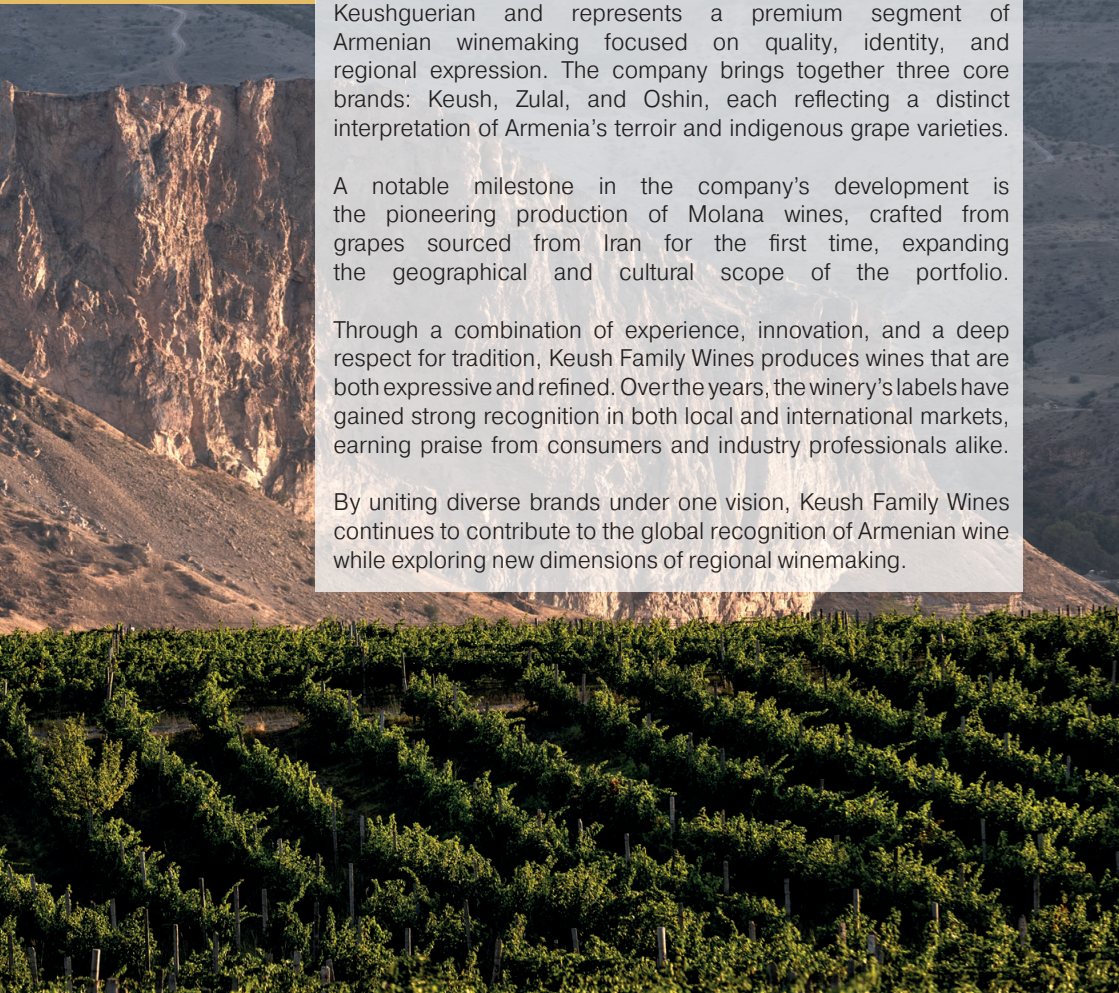 Keushguerian and represents a premium segment of
Armenian winemaking focused on quality, identity, and
regional expression. The company brings together three core
brands: Keush, Zulal, and Oshin, each reflecting a distinct
interpretation of Armenia’s terroir and indigenous grape varieties.
A notable milestone in the company’s development is
the pioneering production of Molana wines, crafted from
grapes sourced from Iran for the first time, expanding
the geographical and cultural scope of the portfolio.
Through a combination of experience, innovation, and a deep
respect for tradition, Keush Family Wines produces wines that are
both expressive and refined. Over the years, the winery’s labels have
gained strong recognition in both local and international markets,
earning praise from consumers and industry professionals alike.
By uniting diverse brands under one vision, Keush Family Wines
continues to contribute to the global recognition of Armenian wine
while exploring new dimensions of regional winemaking.